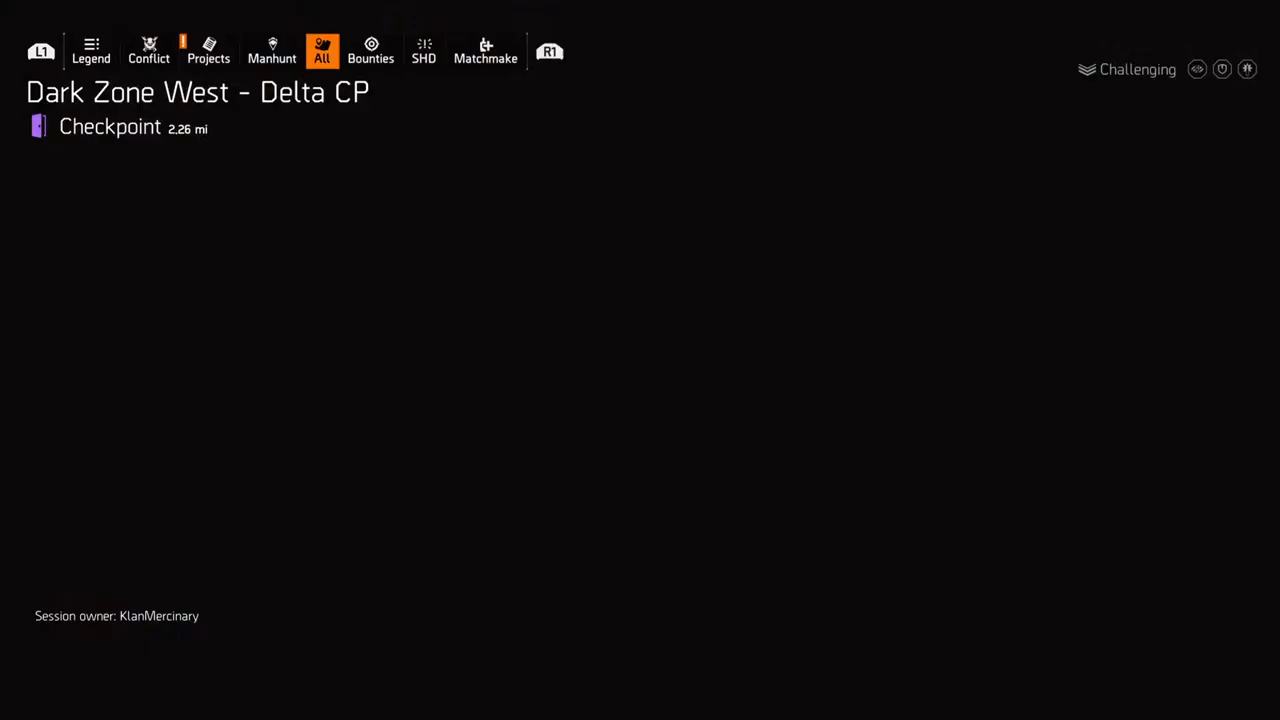 L1 Legend Conflict Projects Manhunt All Bounties SHD Matchmake R1
Challenging
Dark Zone West - Delta CP
Checkpoint 2.26 mi
Session owner: KlanMercinary